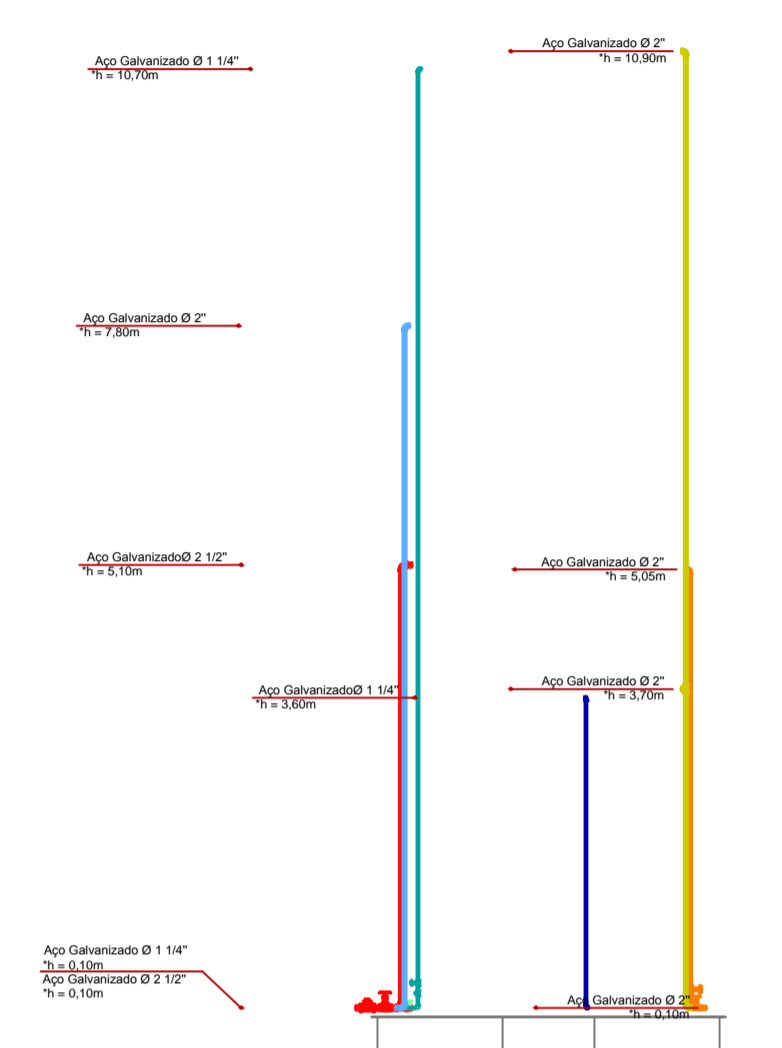 Aço Galvanizado Ø 2"
*h = 10,90m
Aço Galvanizado Ø 1 1/4"
*h = 10,70m
Aço Galvanizado Ø 2"
*h = 7,80m
Aço GalvanizadoØ 2 1/2"
*h = 5,10m
Aço Galvanizado Ø 2"
*h = 5,05m
Aço Galvanizado Ø 2"
*h = 3,70m
Aço GalvanizadoØ 1 1/4"
*h = 3,60m
Aço Galvanizado Ø 1 1/4"
*h = 0,10m
Aço Galvanizado Ø 2 1/2"
*h = 0,10m
Aço Galvanizado Ø 2"
*h = 0,10m